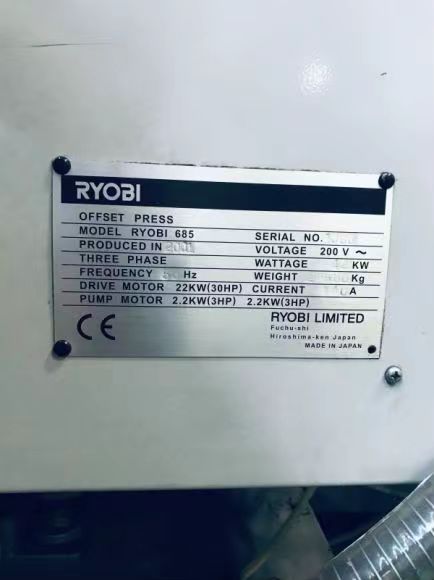 RYOBI
OFFSET PRESS
MODEL RYOBI 685 SERIAL NO.
PRODUCED IN 2001 VOLTAGE 200 V ~
THREE PHASE WATTAGE KW
FREQUENCY Hz WEIGHT Kg
DRIVE MOTOR 22KW(30HP) CURRENT A
PUMP MOTOR 2.2KW(3HP) 2.2KW(3HP)
CE RYOBI LIMITED
Fuchu-shi
Hiroshima-ken Japan
MADE IN JAPAN